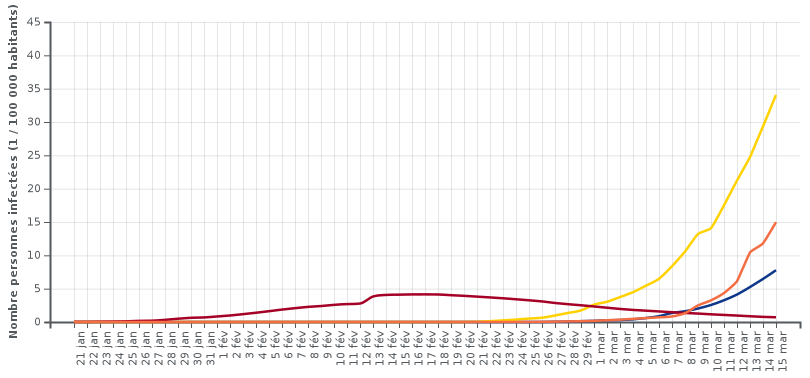 Nombre personnes infectées (1 / 100 000 habitants)
45
40
35
30
25
20
15
10
5
0
21 jan
22 jan
23 jan
24 jan
25 jan
26 jan
27 jan
28 jan
29 jan
30 jan
31 jan
1 fév
2 fév
3 fév
4 fév
5 fév
6 fév
7 fév
8 fév
9 fév
10 fév
11 fév
12 fév
13 fév
14 fév
15 fév
16 fév
17 fév
18 fév
19 fév
20 fév
21 fév
22 fév
23 fév
24 fév
25 fév
26 fév
27 fév
28 fév
29 fév
1 mar
2 mar
3 mar
4 mar
5 mar
6 mar
7 mar
8 mar
9 mar
10 mar
11 mar
12 mar
13 mar
14 mar
15 mar